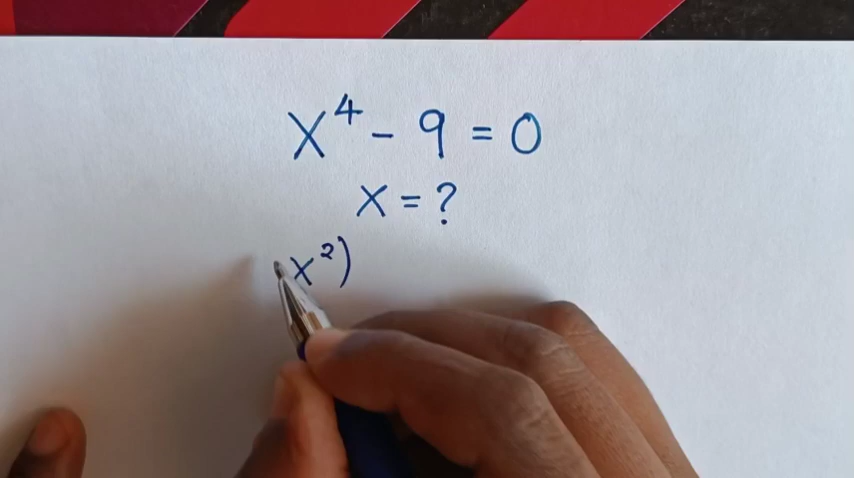 x⁴ - 9 = 0
x = ?
x²)